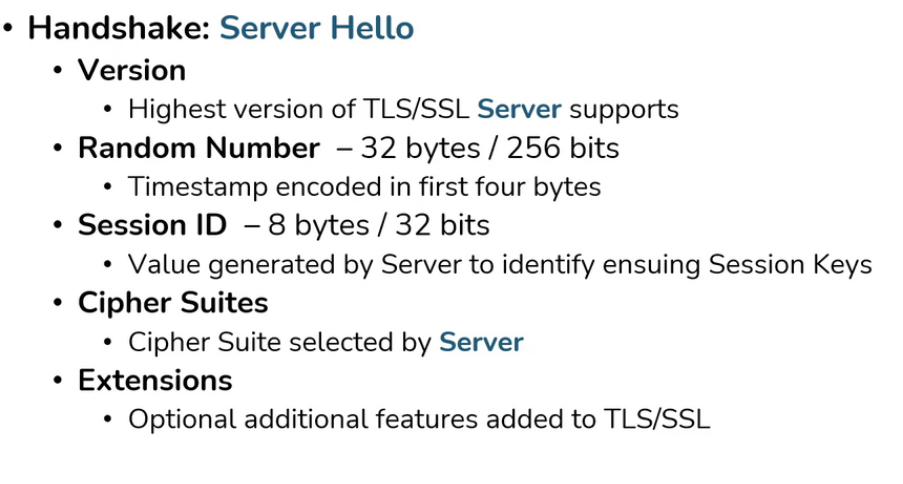 • Handshake: Server Hello
• Version
• Highest version of TLS/SSL Server supports
• Random Number – 32 bytes / 256 bits
• Timestamp encoded in first four bytes
• Session ID – 8 bytes / 32 bits
• Value generated by Server to identify ensuing Session Keys
• Cipher Suites
• Cipher Suite selected by Server
• Extensions
• Optional additional features added to TLS/SSL